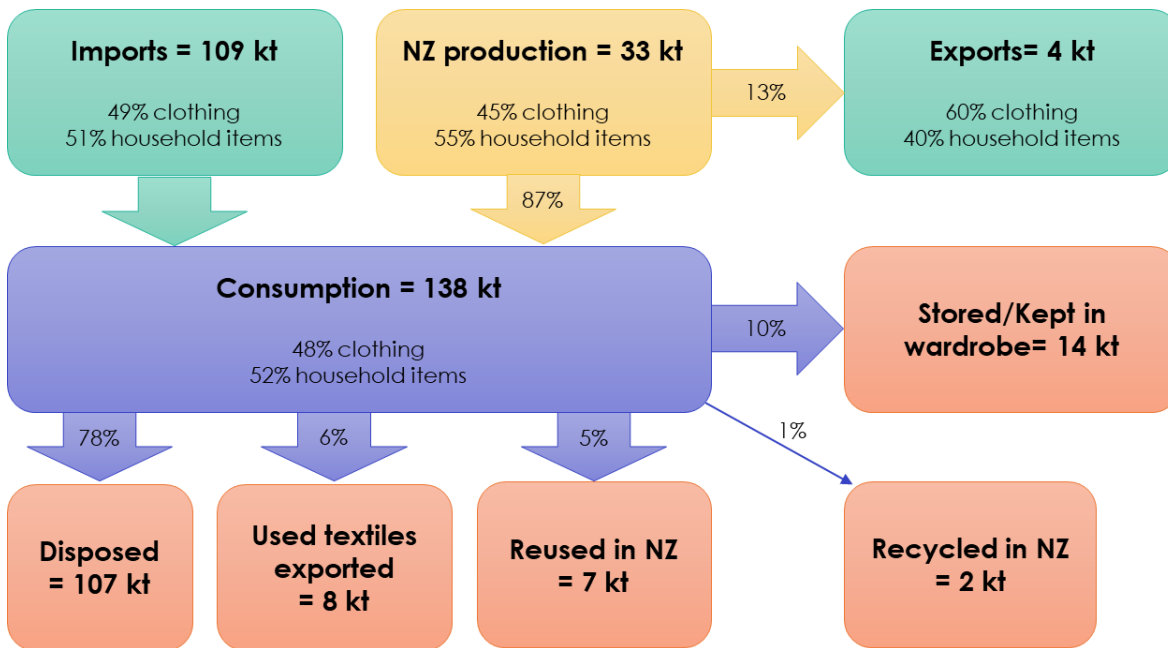 Imports = 109 kt
49% clothing
51% household items
NZ production = 33 kt
45% clothing
55% household items
13%
Exports= 4 kt
60% clothing
40% household items
87%
Consumption = 138 kt
48% clothing
52% household items
10%
Stored/Kept in
wardrobe= 14 kt
78%
6%
5%
1%
Disposed
= 107 kt
Used textiles
exported
= 8 kt
Reused in NZ
= 7 kt
Recycled in NZ
= 2 kt